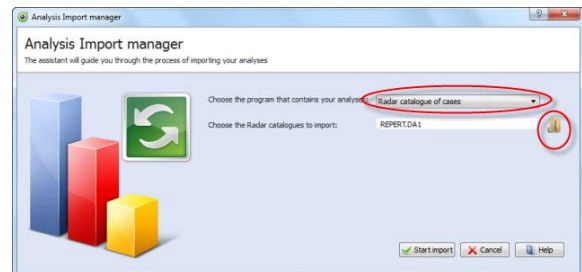 Analysis Import manager
Analysis Import manager
The assistant will guide you through the process of importing your analyses
Choose the program that contains your analyses: Radar catalogue of cases
Choose the Radar catalogues to import: REPERT.DA1
Start import Cancel Help